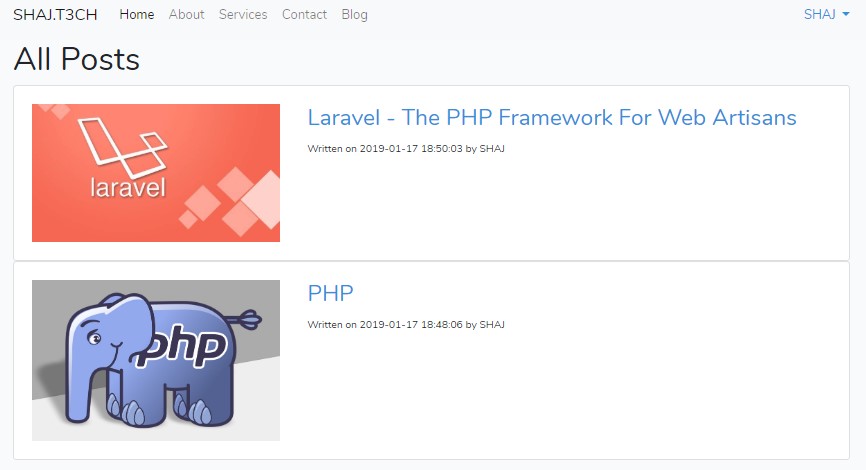 SHAJ.T3CH Home About Services Contact Blog SHAJ
All Posts
laravel
Laravel - The PHP Framework For Web Artisans
Written on 2019-01-17 18:50:03 by SHAJ
php
PHP
Written on 2019-01-17 18:48:06 by SHAJ